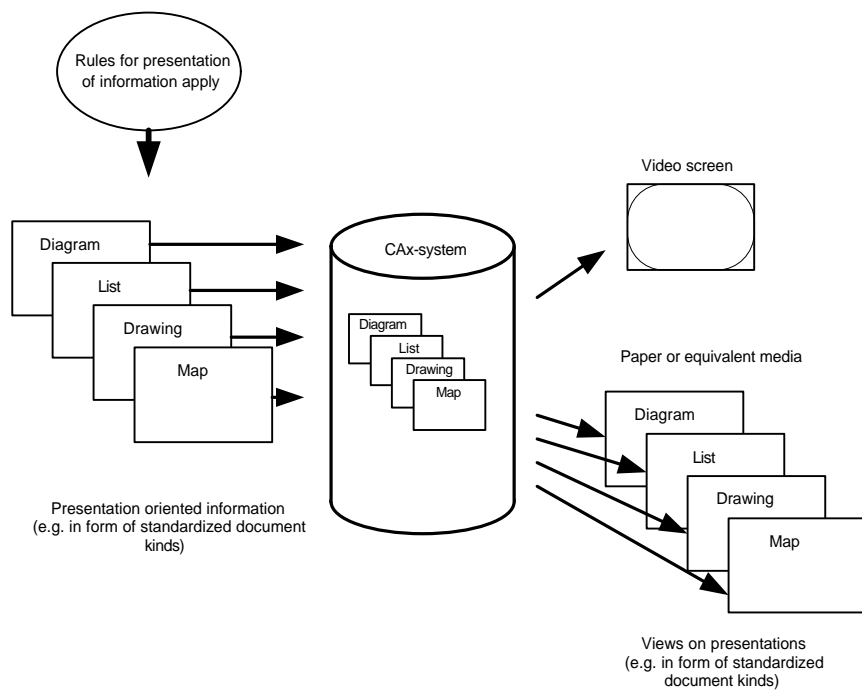 Rules for presentation
of information apply
Diagram
List
Drawing
Map
Presentation oriented information
(e.g. in form of standardized document
kinds)
CAx-system
Diagram
List
Drawing
Map
Video screen
Paper or equivalent media
Diagram
List
Drawing
Map
Views on presentations
(e.g. in form of standardized
document kinds)